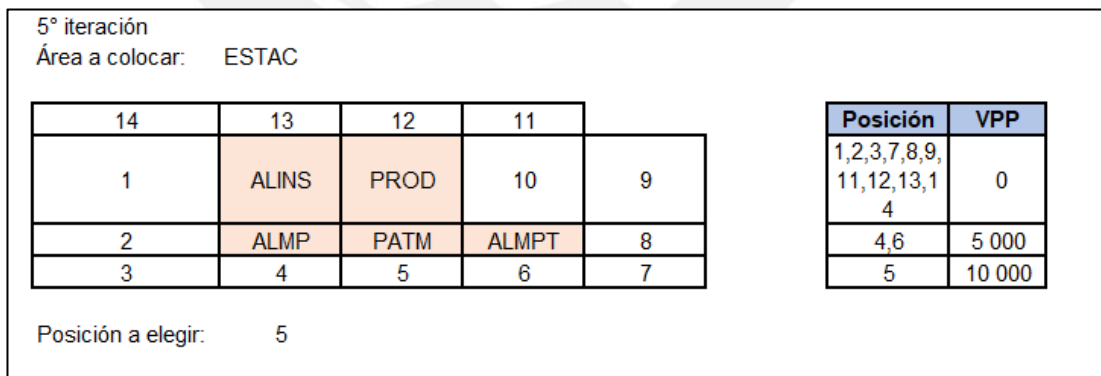 5° iteración
Área a colocar: ESTAC
14 13 12 11
1 ALINS PROD 10 9
2 ALMP PATM ALMPT 8
3 4 5 6 7
Posición a elegir: 5
Posición VPP
1,2,3,7,8,9,
11,12,13,1
4
0
4,6 5 000
5 10 000